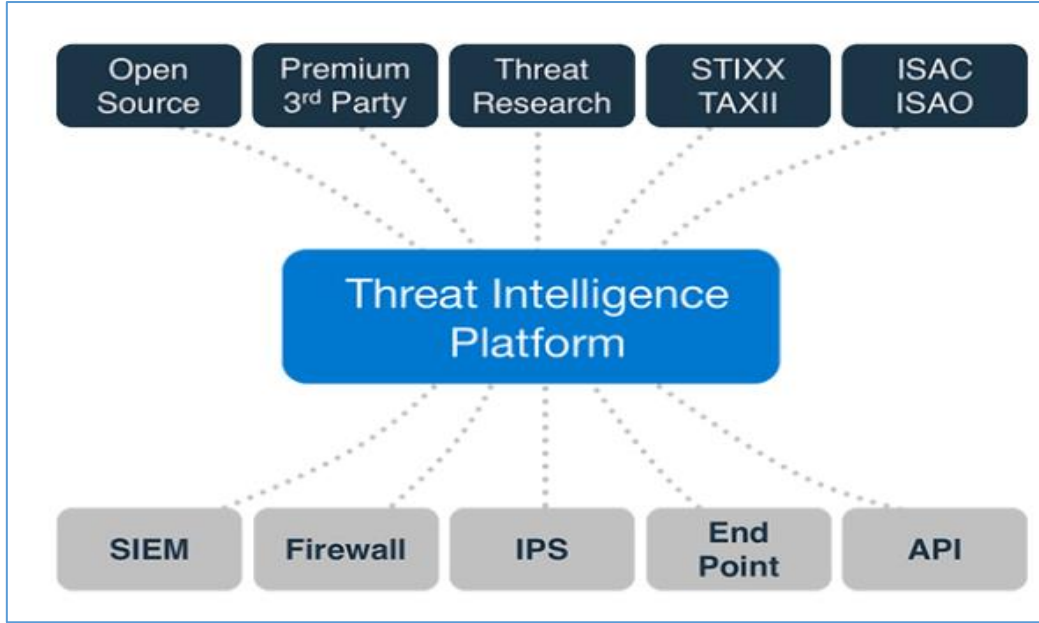 Open
Source
Premium
3rd Party
Threat
Research
STIXX
TAXII
ISAC
ISAO
Threat Intelligence
Platform
SIEM
Firewall
IPS
End
Point
API